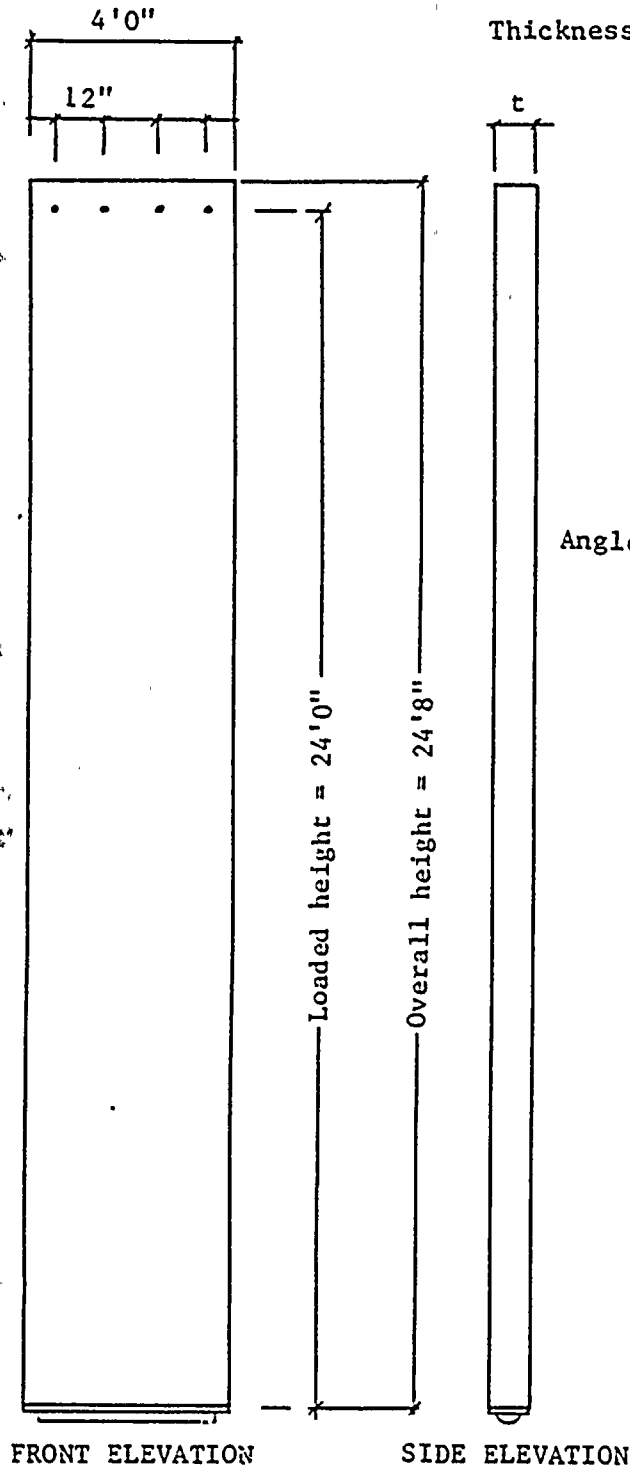 4'0"
Thickness
12"
t
Angle
Loaded height = 24'0"
Overall height = 24'8"
FRONT ELEVATION
SIDE ELEVATION